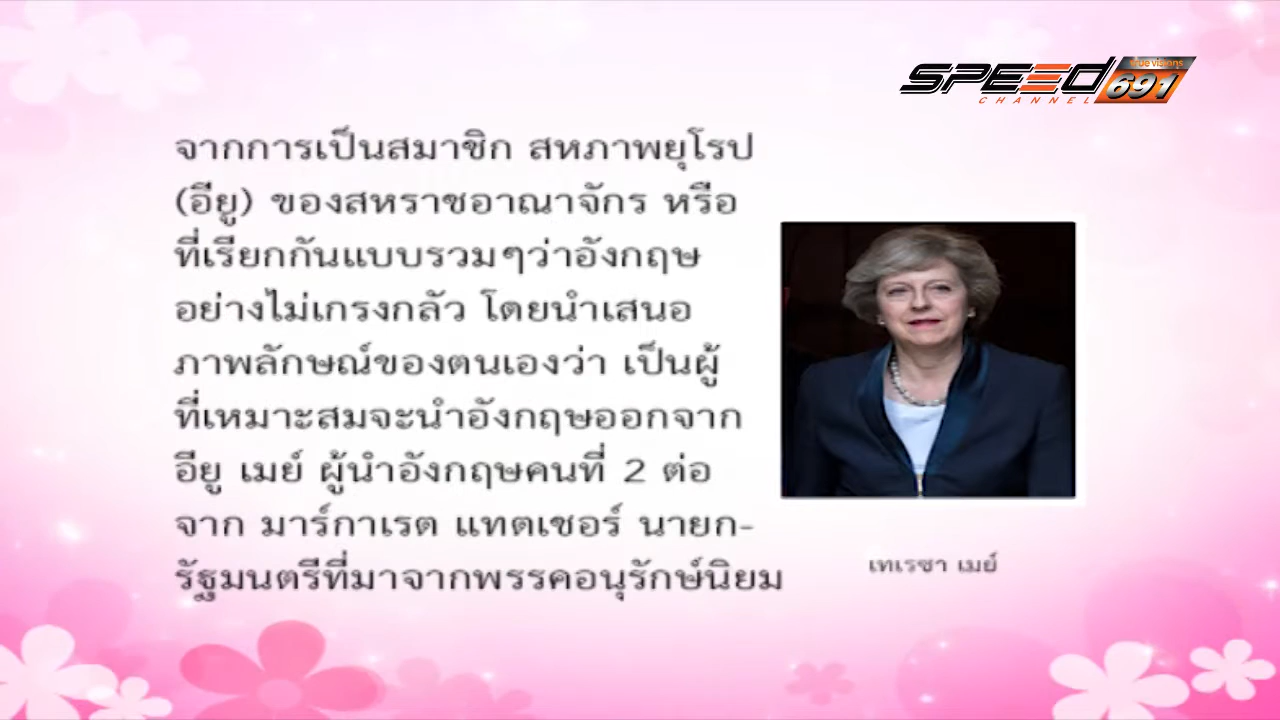 SPEED
true visions
691
CHANNEL
จากการเป็นสมาชิก สหภาพยุโรป
(อียู) ของสหราชอาณาจักร หรือ
ที่เรียกกันแบบรวมๆว่าอังกฤษ
อย่างไม่เกรงกลัว โดยนำเสนอ
ภาพลักษณ์ของตนเองว่า เป็นผู้
ที่เหมาะสมจะนำอังกฤษออกจาก
อียู เมย์ ผู้นำอังกฤษคนที่ 2 ต่อ
จาก มาร์กาเรต แทตเชอร์ นายก-
รัฐมนตรีที่มาจากพรรคอนุรักษ์นิยม
เทเรซา เมย์